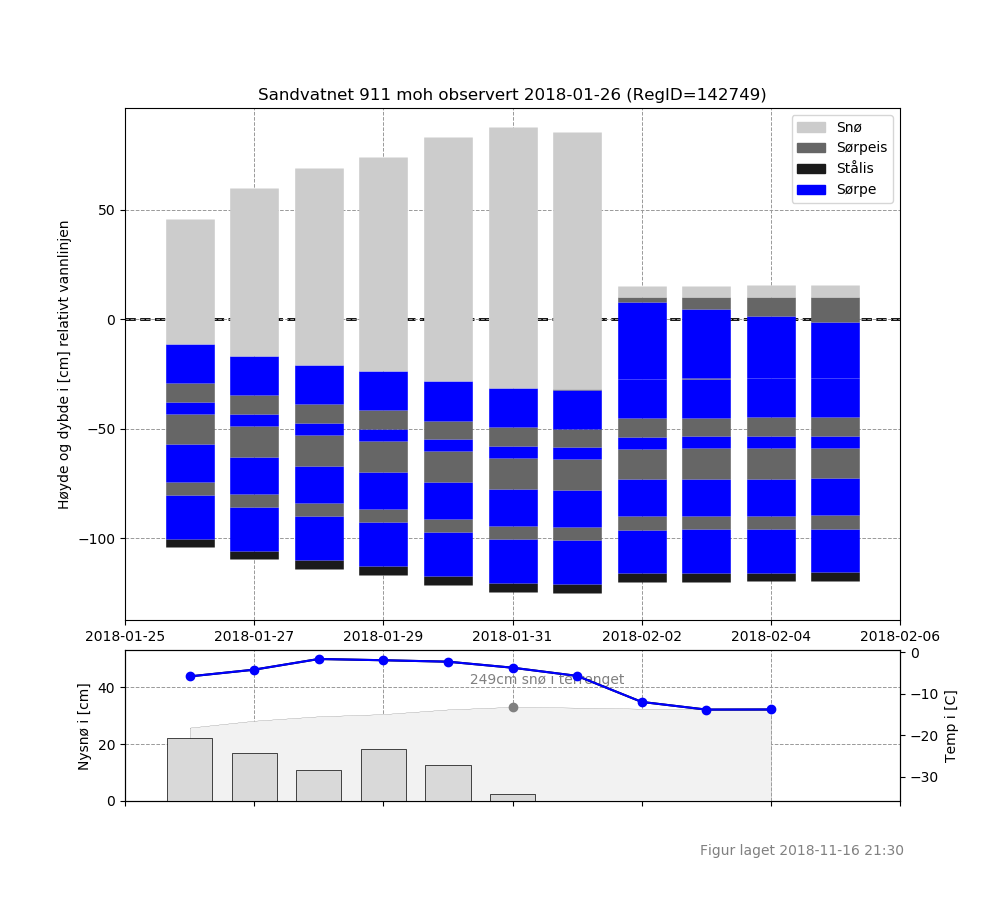 Sandvatnet 911 moh observert 2018-01-26 (RegID=142749)
Snø
Sørpeis
Stålis
Sørpe
Høyde og dybde i [cm] relativt vannlinjen
50
0
−50
−100
2018-01-25 2018-01-27 2018-01-29 2018-01-31 2018-02-02 2018-02-04 2018-02-06
249cm snø i terrenget
Nysnø i [cm]
40
20
0
0
−10
−20
−30
Temp i [C]
Figur laget 2018-11-16 21:30